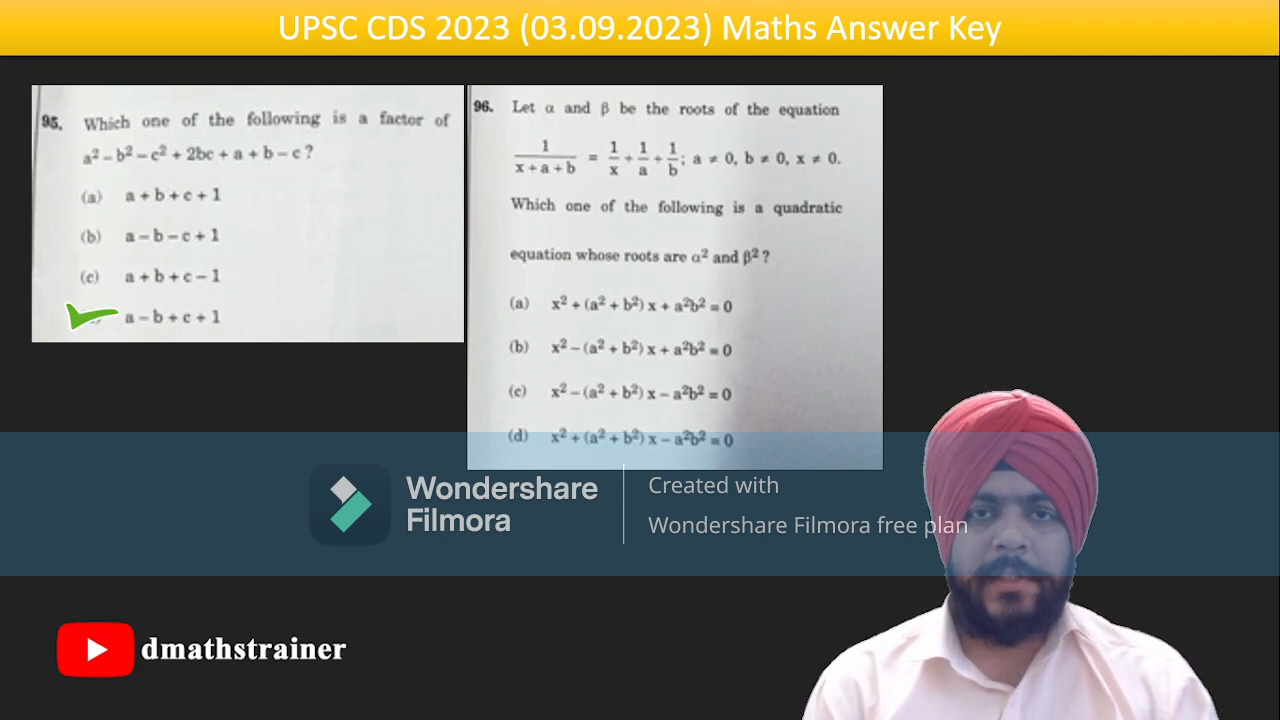 UPSC CDS 2023 (03.09.2023) Maths Answer Key
95. Which one of the following is a factor of
a² – b² – c² + 2bc + a + b – c ?
(a) a + b + c + 1
(b) a – b – c + 1
(c) a + b + c – 1
a – b + c + 1
96. Let α and β be the roots of the equation
1/(x + a + b) = 1/x + 1/a + 1/b; a ≠ 0, b ≠ 0, x ≠ 0.
Which one of the following is a quadratic
equation whose roots are α² and β² ?
(a) x² + (a² + b²) x + a²b² = 0
(b) x² – (a² + b²) x + a²b² = 0
(c) x² – (a² + b²) x – a²b² = 0
(d) x² + (a² + b²) x – a²b² = 0
Wondershare
Filmora
Created with
Wondershare Filmora free plan
dmathstrainer